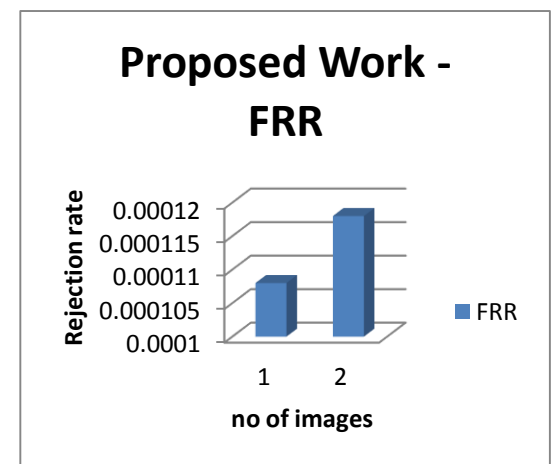 Proposed Work -
FRR
Rejection rate
0.00012
0.000115
0.00011
0.000105
0.0001
1 2
no of images
FRR